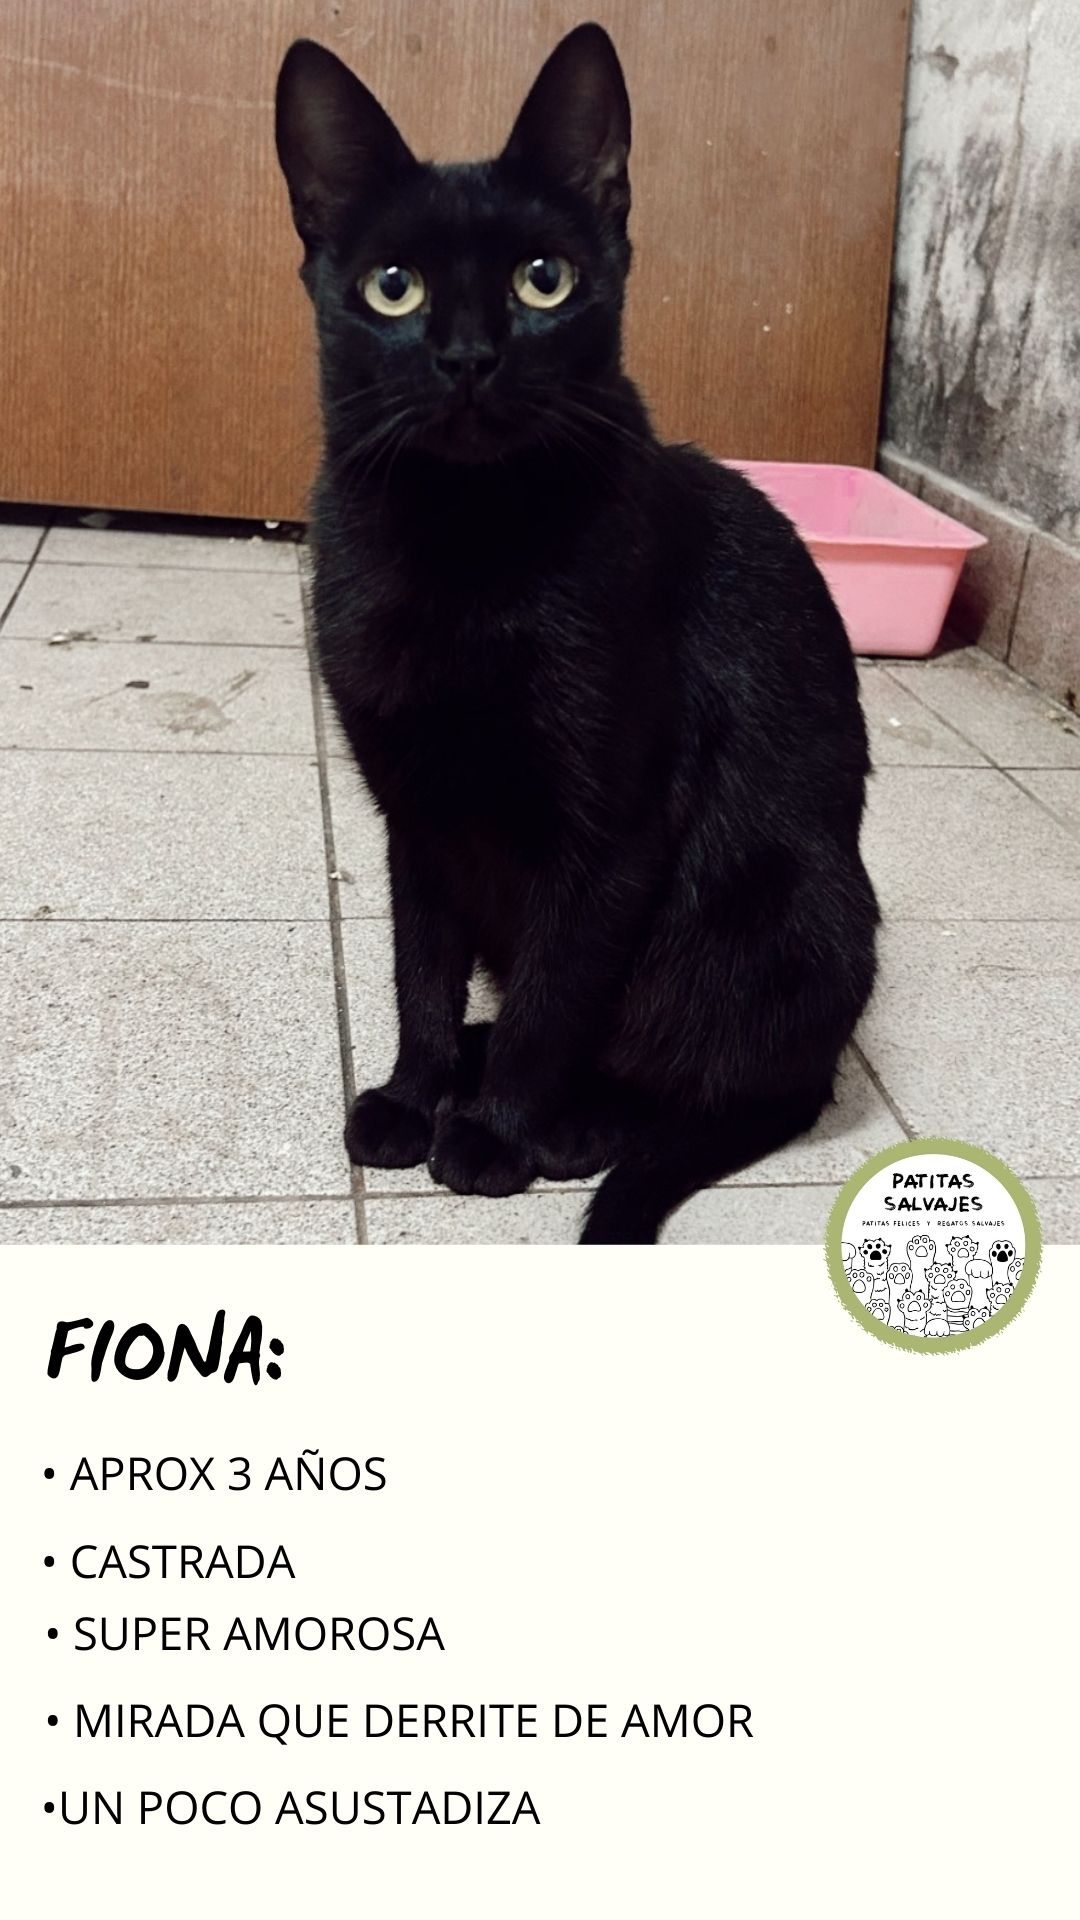 PATITAS
SALVAJES
PATITAS FELICES Y REGATOS SALVAJES
FIONA:
• APROX 3 AÑOS
• CASTRADA
• SUPER AMOROSA
• MIRADA QUE DERRITE DE AMOR
•UN POCO ASUSTADIZA